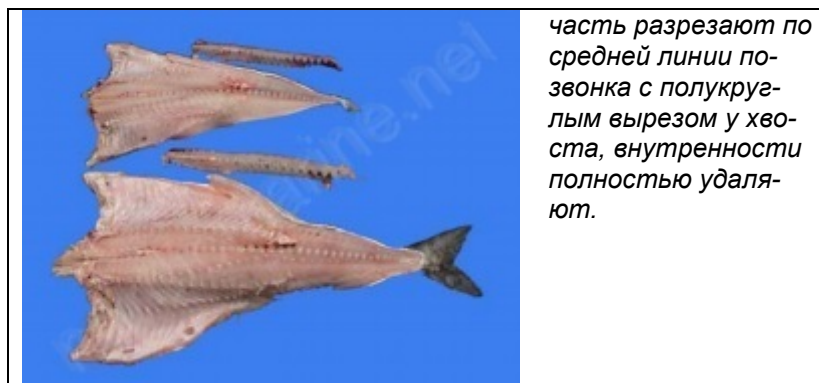 часть разрезают по
средней линии по-
звонка с полукруг-
лым вырезом у хво-
ста, внутренности
полностью удаля-
ют.